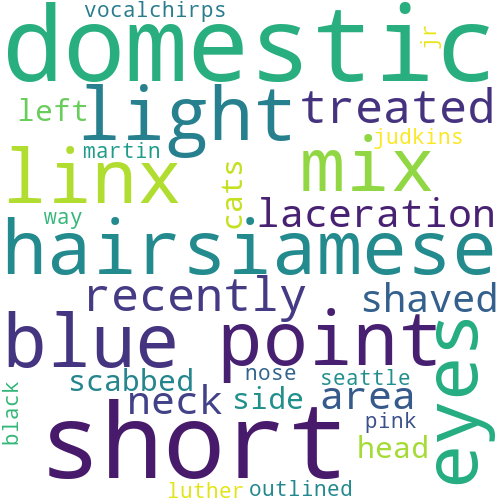 vocalchirps
domestic
jr
left
light
treated
judkins
martin
linx
mix
cats
way
laceration
hairsiamese
recently
shaved
blue
point
eyes
nose
scabbed
seattle
neck
side
area
black
short
pink
head
luther
outlined